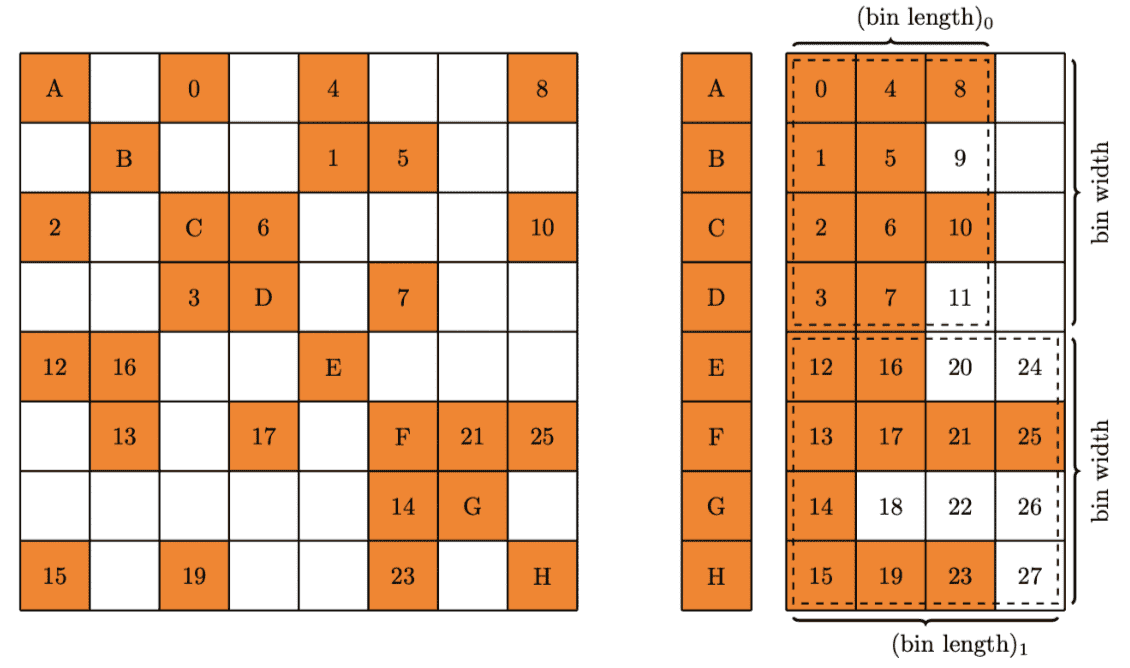 (bin length)₀
A 0 4 8 A 0 4 8
B 1 5 B 1 5 9
2 C 6 10 C 2 6 10
3 D 7 D 3 7 11
bin width
12 16 E E 12 16 20 24
13 17 F 21 25 F 13 17 21 25
14 G G 14 18 22 26
15 19 23 H H 15 19 23 27
bin width
(bin length)₁